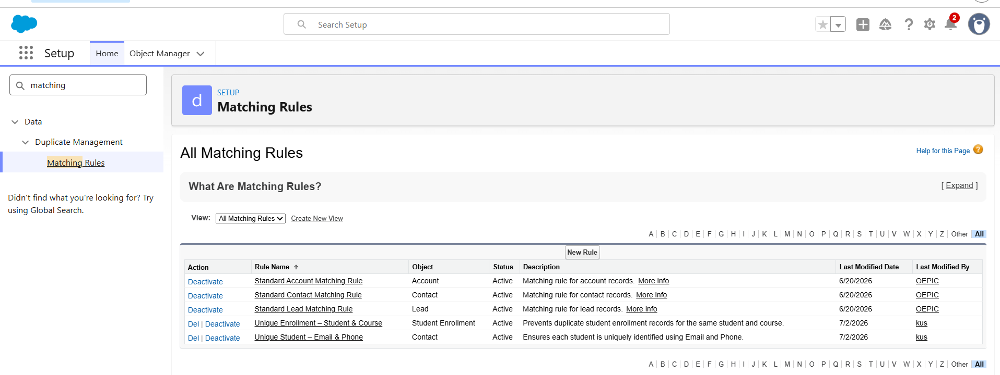 Search Setup
2
Setup
Home
Object Manager
matching
Data
Duplicate Management
Matching Rules
Didn't find what you're looking for? Try
using Global Search.
d
SETUP
Matching Rules
All Matching Rules
Help for this Page ?
What Are Matching Rules?
[ Expand ]
View: All Matching Rules Create New View
A B C D E F G H I J K L M N O P Q R S T U V W X Y Z Other All
New Rule
Action Rule Name Object Status Description Last Modified Date Last Modified By
Deactivate Standard Account Matching Rule Account Active Matching rule for account records. More info 6/20/2026 OEPIC
Deactivate Standard Contact Matching Rule Contact Active Matching rule for contact records. More info 6/20/2026 OEPIC
Deactivate Standard Lead Matching Rule Lead Active Matching rule for lead records. More info 6/20/2026 OEPIC
Del | Deactivate Unique Enrollment – Student & Course Student Enrollment Active Prevents duplicate student enrollment records for the same student and course. 7/2/2026 kus
Del | Deactivate Unique Student – Email & Phone Contact Active Ensures each student is uniquely identified using Email and Phone. 7/2/2026 kus
A B C D E F G H I J K L M N O P Q R S T U V W X Y Z Other All